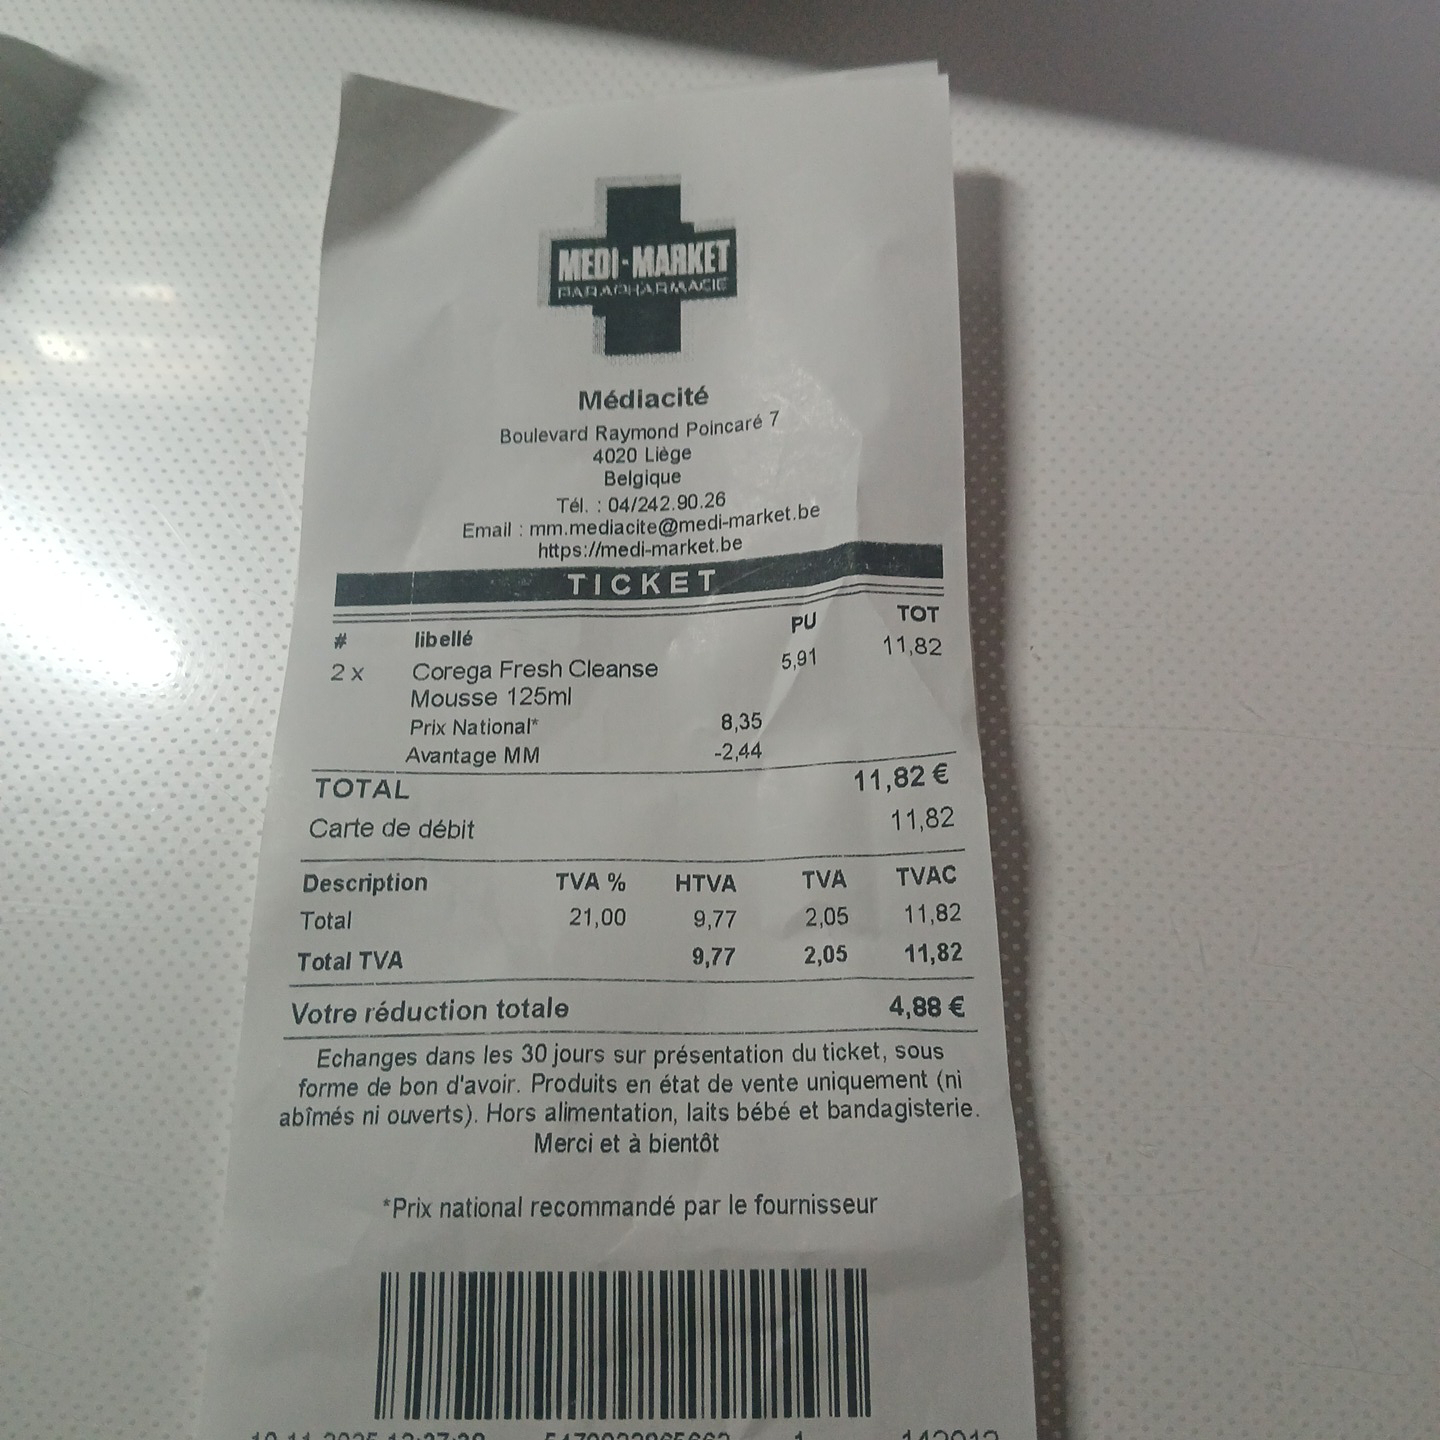 MEDI-MARKET
PARAPHARMACIE
Médiacité
Boulevard Raymond Poincaré 7
4020 Liège
Belgique
Tél. : 04/242.90.26
Email : mm.mediacite@medi-market.be
https://medi-market.be
TICKET
# libellé PU TOT
2 x Corega Fresh Cleanse 5,91 11,82
Mousse 125ml
Prix National* 8,35
Avantage MM -2,44
TOTAL 11,82 €
Carte de débit 11,82
Description TVA % HTVA TVA TVAC
Total 21,00 9,77 2,05 11,82
Total TVA 9,77 2,05 11,82
Votre réduction totale 4,88 €
Echanges dans les 30 jours sur présentation du ticket, sous
forme de bon d'avoir. Produits en état de vente uniquement (ni
abîmés ni ouverts). Hors alimentation, laits bébé et bandagisterie.
Merci et à bientôt
*Prix national recommandé par le fournisseur